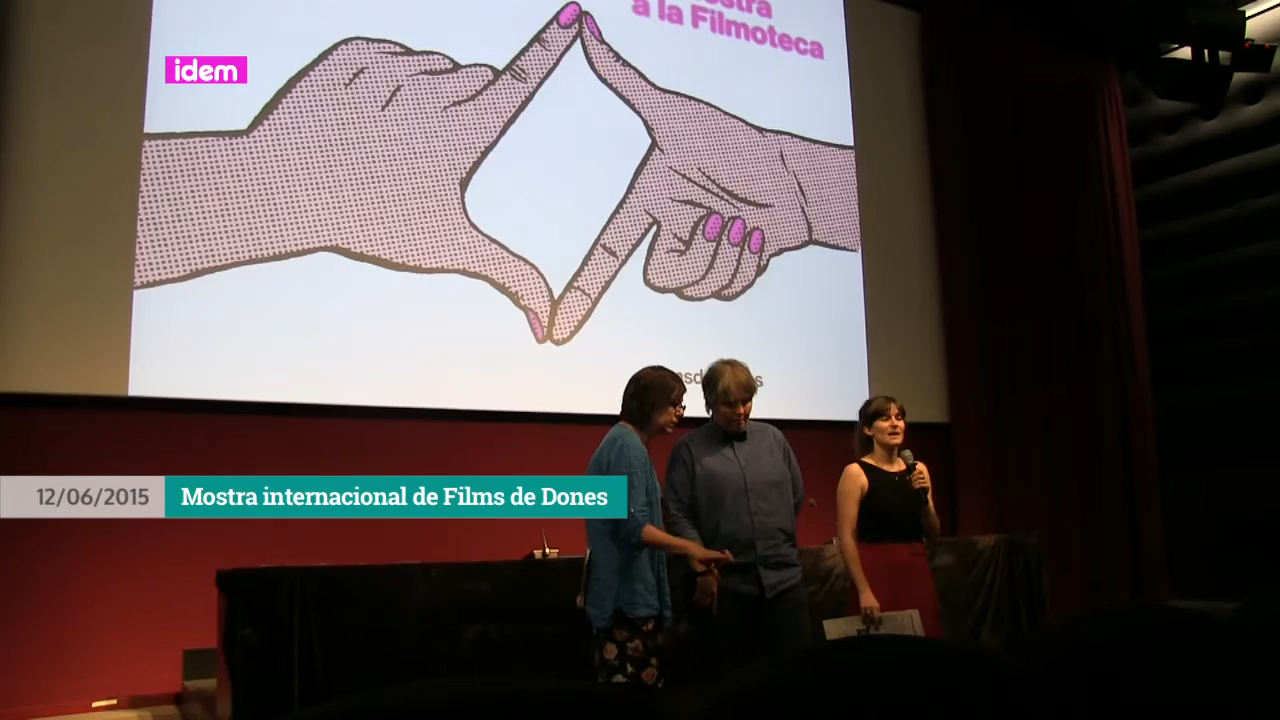 a la Filmoteca
idem
12/06/2015 Mostra internacional de Films de Dones